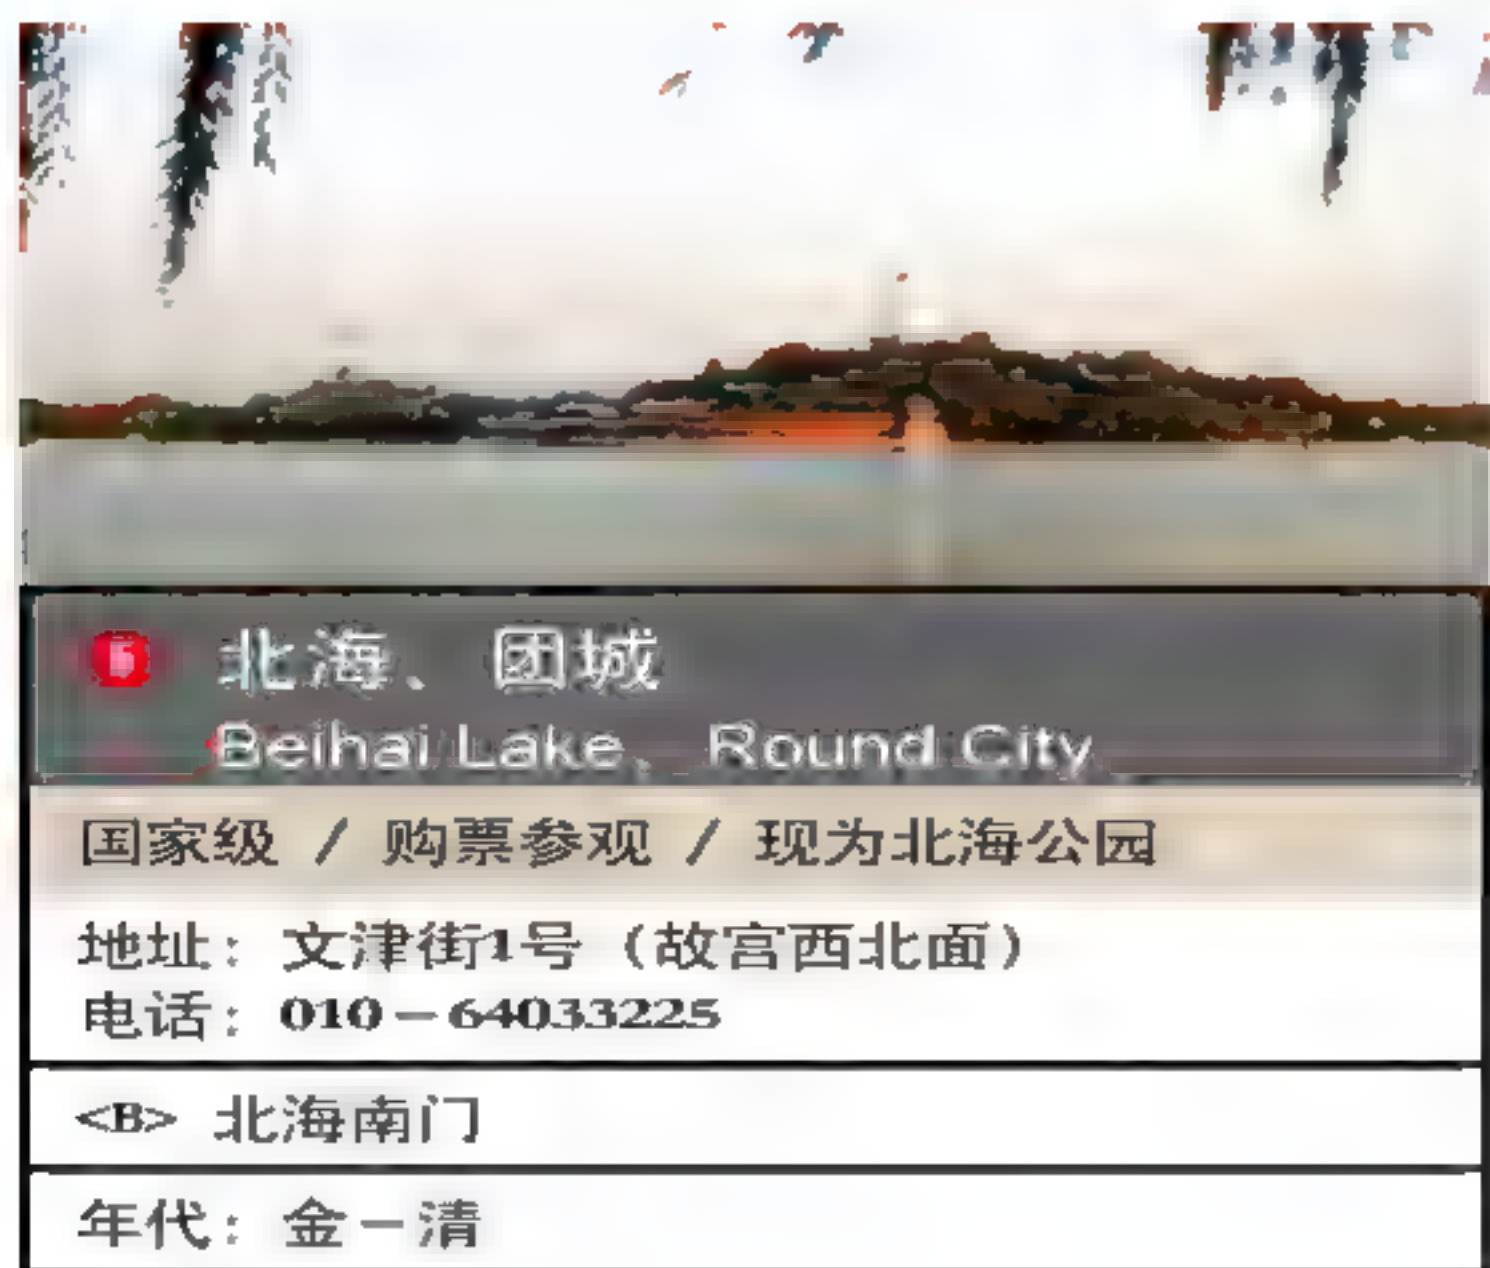 北海、团城
Beihai Lake、Round City
国家级 / 购票参观 / 现为北海公园
地址：文津街1号（故宫西北面）
电话：010－64033225
<B> 北海南门
年代：金－清